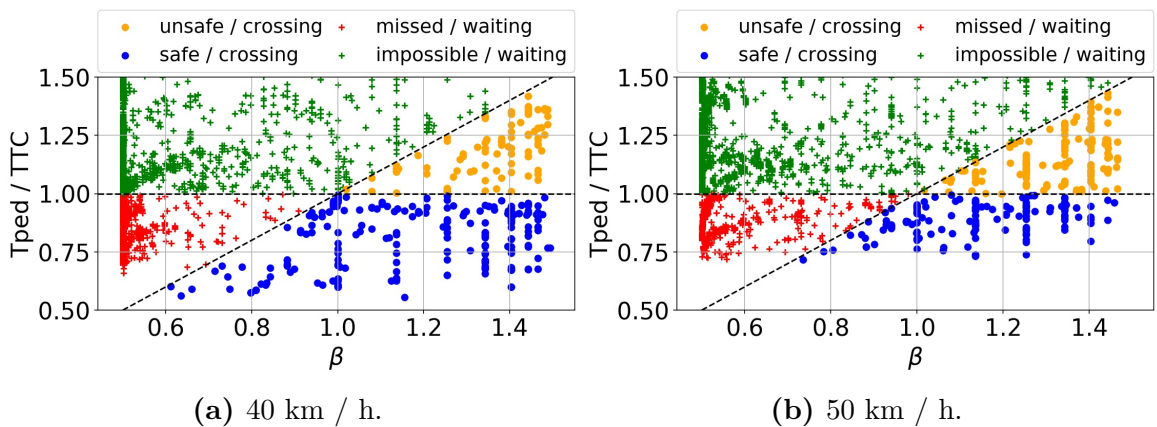 unsafe / crossing missed / waiting
safe / crossing impossible / waiting
1.50
1.25
1.00
0.75
0.50
Tped / TTC
0.6 0.8 1.0 1.2 1.4
β
(a) 40 km / h.
unsafe / crossing missed / waiting
safe / crossing impossible / waiting
1.50
1.25
1.00
0.75
0.50
Tped / TTC
0.6 0.8 1.0 1.2 1.4
β
(b) 50 km / h.